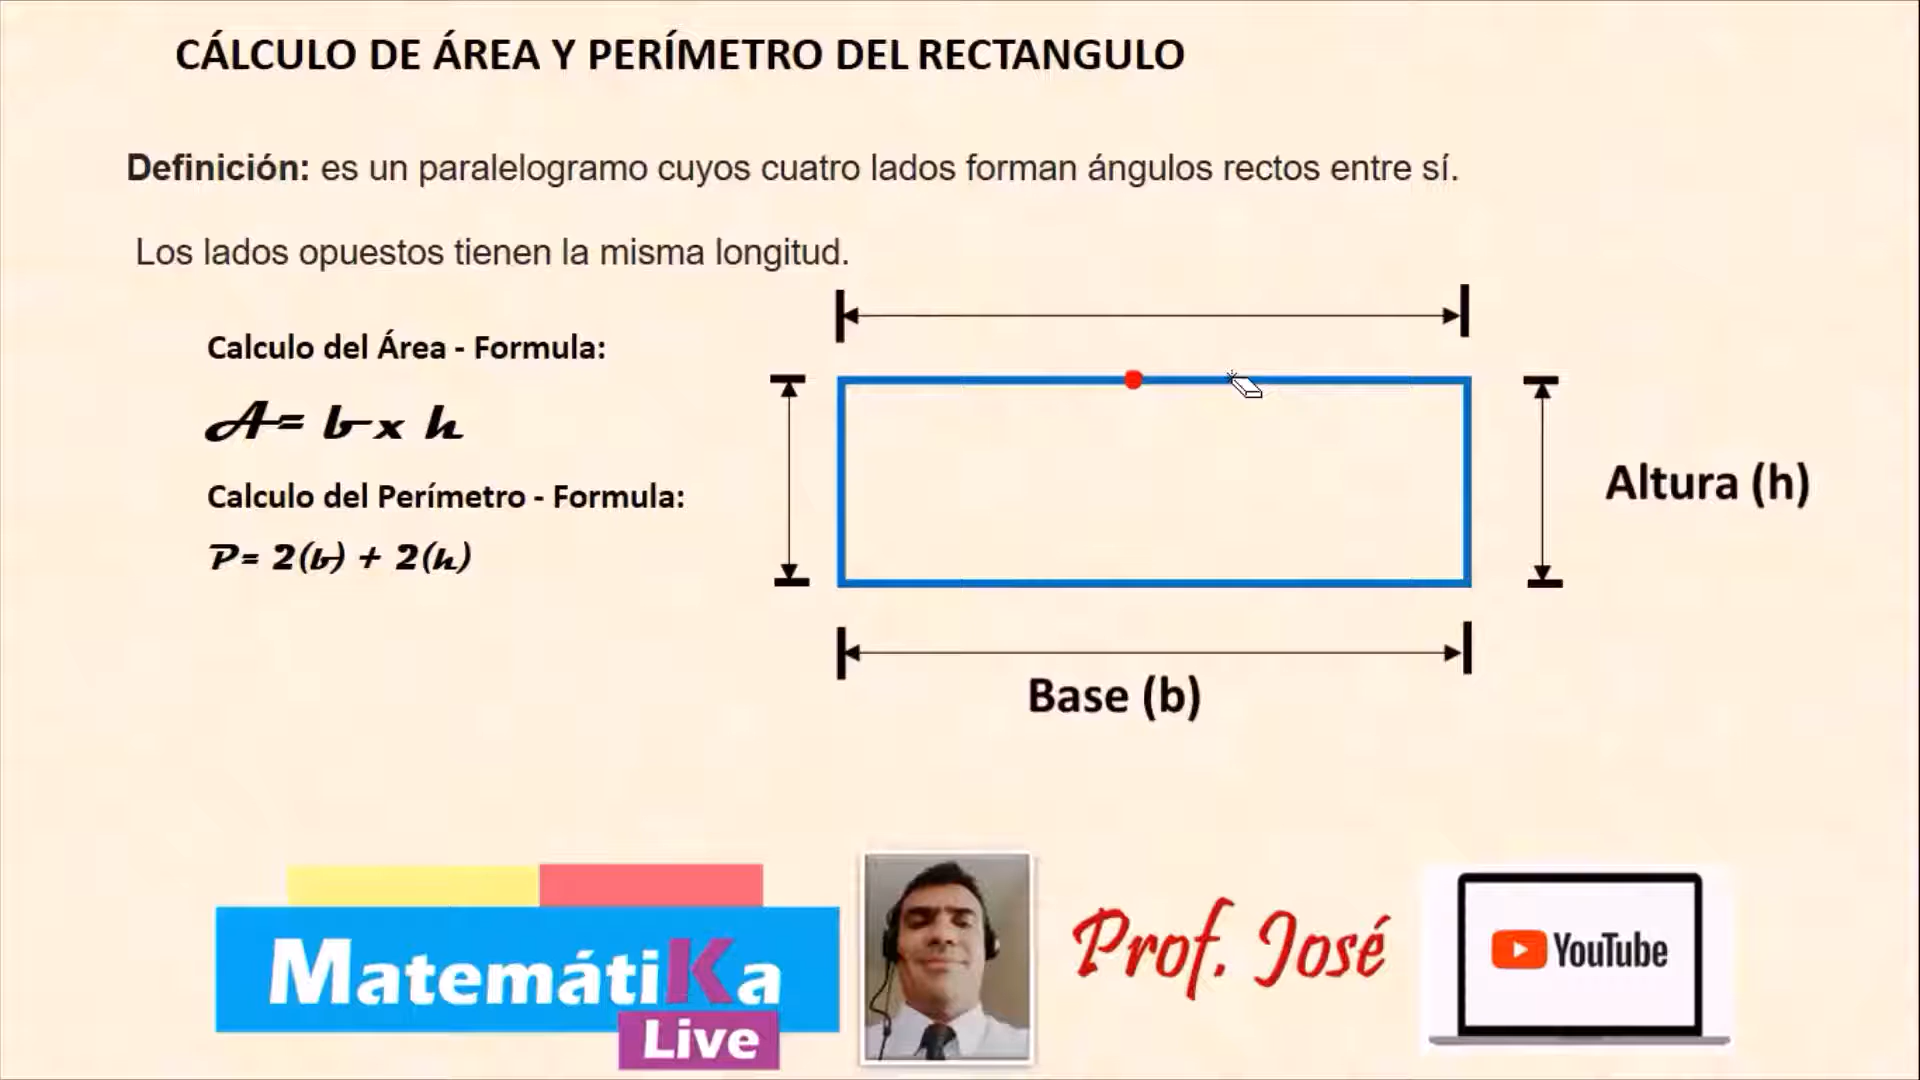 CÁLCULO DE ÁREA Y PERÍMETRO DEL RECTANGULO
Definición: es un paralelogramo cuyos cuatro lados forman ángulos rectos entre sí.
Los lados opuestos tienen la misma longitud.
Calculo del Área - Formula:
A= b x h
Calculo del Perímetro - Formula:
P= 2(b) + 2(h)
Altura (h)
Base (b)
MatemátiKa
Live
Prof. José
YouTube